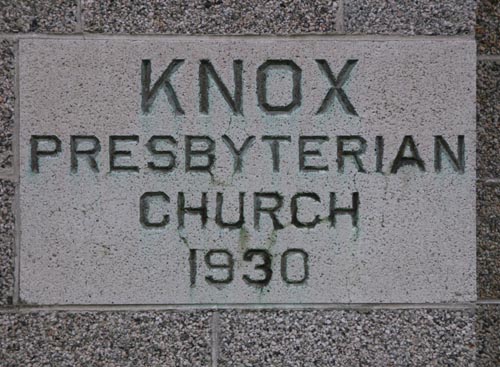 KNOX
PRESBYTERIAN
CHURCH
1930